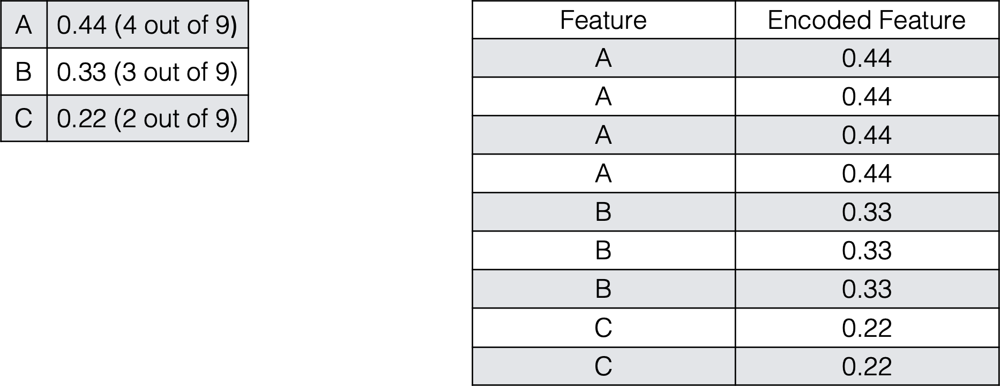 A 0.44 (4 out of 9)
B 0.33 (3 out of 9)
C 0.22 (2 out of 9)
Feature Encoded Feature
A 0.44
A 0.44
A 0.44
A 0.44
B 0.33
B 0.33
B 0.33
C 0.22
C 0.22